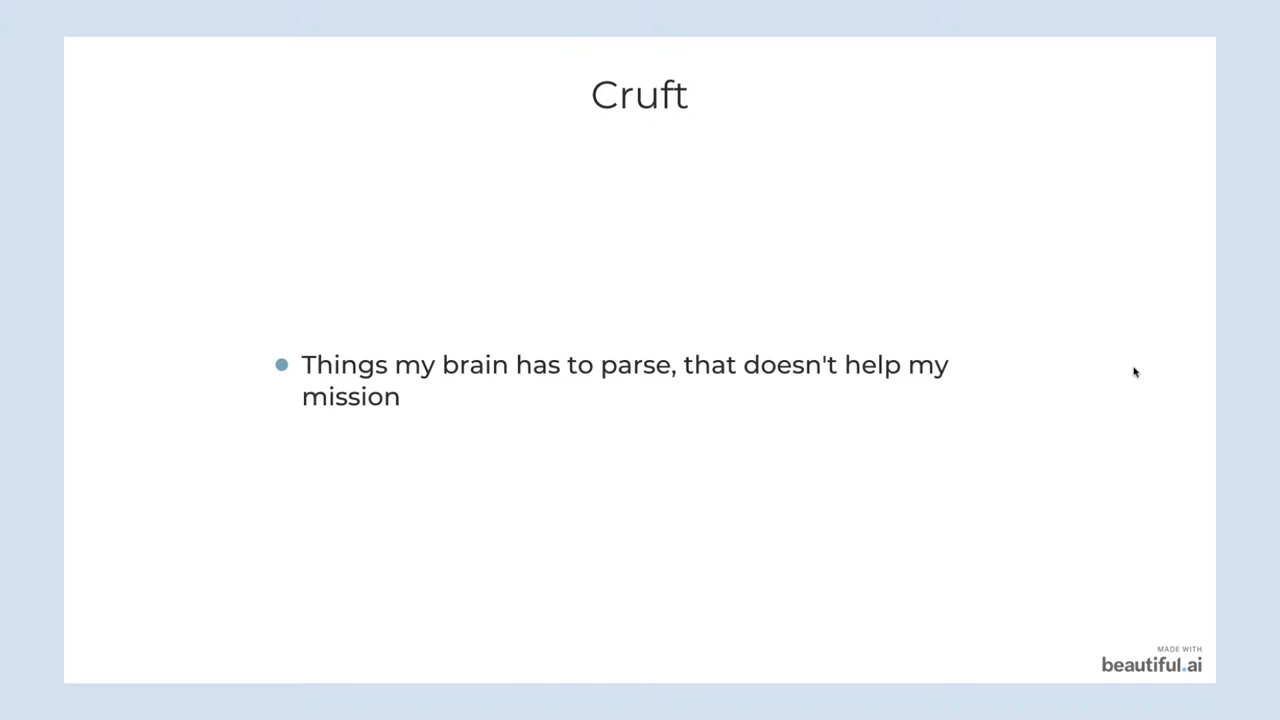 Cruft
Things my brain has to parse, that doesn't help my
mission
MADE WITH
beautiful.ai